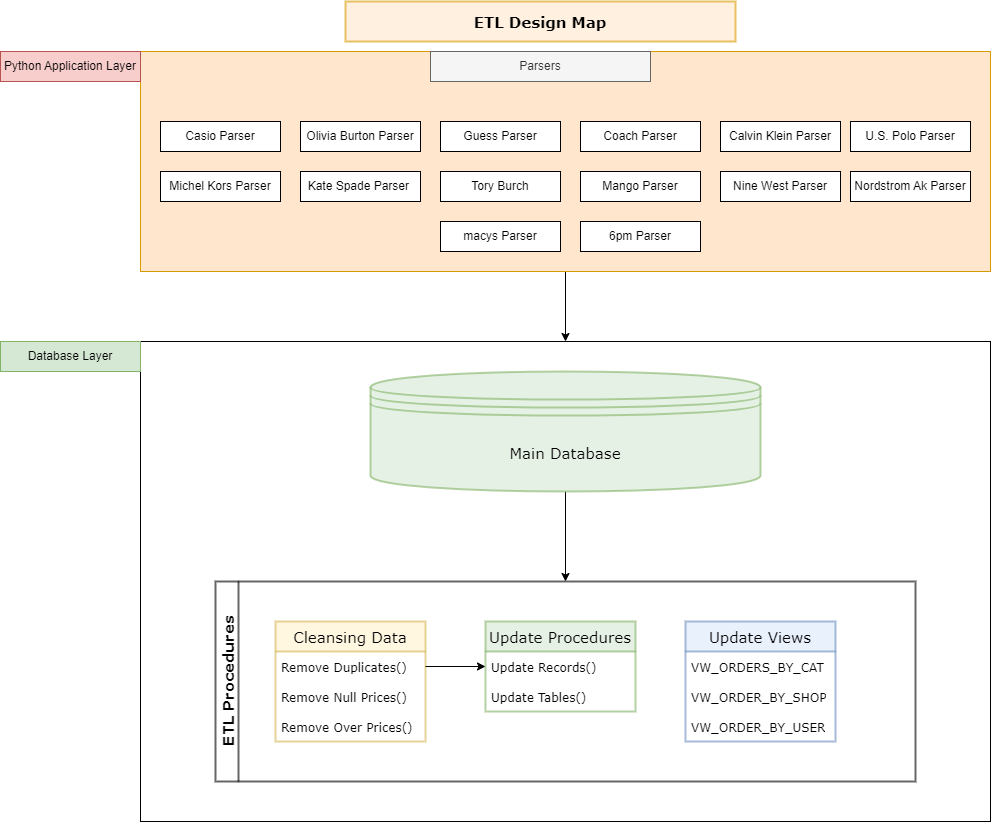 ETL Design Map
Python Application Layer
Parsers
Casio Parser
Olivia Burton Parser
Guess Parser
Coach Parser
Calvin Klein Parser
U.S. Polo Parser
Michel Kors Parser
Kate Spade Parser
Tory Burch
Mango Parser
Nine West Parser
Nordstrom Ak Parser
macys Parser
6pm Parser
Database Layer
Main Database
ETL Procedures
Cleansing Data
Remove Duplicates()
Remove Null Prices()
Remove Over Prices()
Update Procedures
Update Records()
Update Tables()
Update Views
VW_ORDERS_BY_CAT
VW_ORDER_BY_SHOP
VW_ORDER_BY_USER